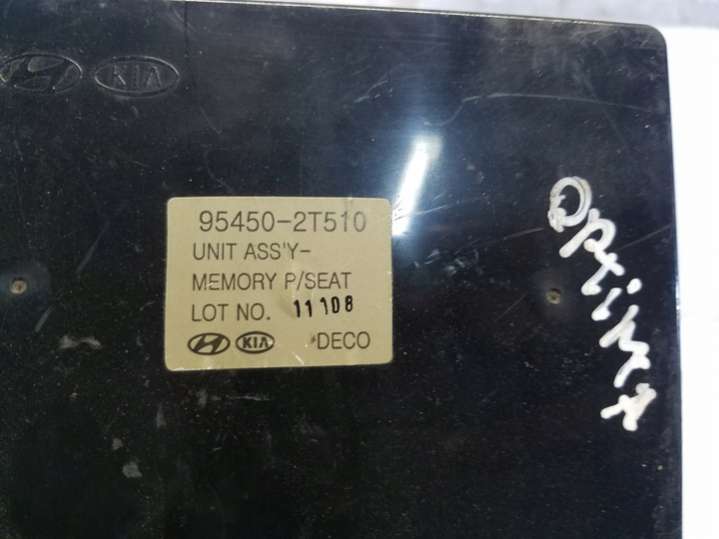 KIA
95450-2T510
UNIT ASS'Y-
MEMORY P/SEAT
LOT NO. 11108
KIA DECO
OPTIMA